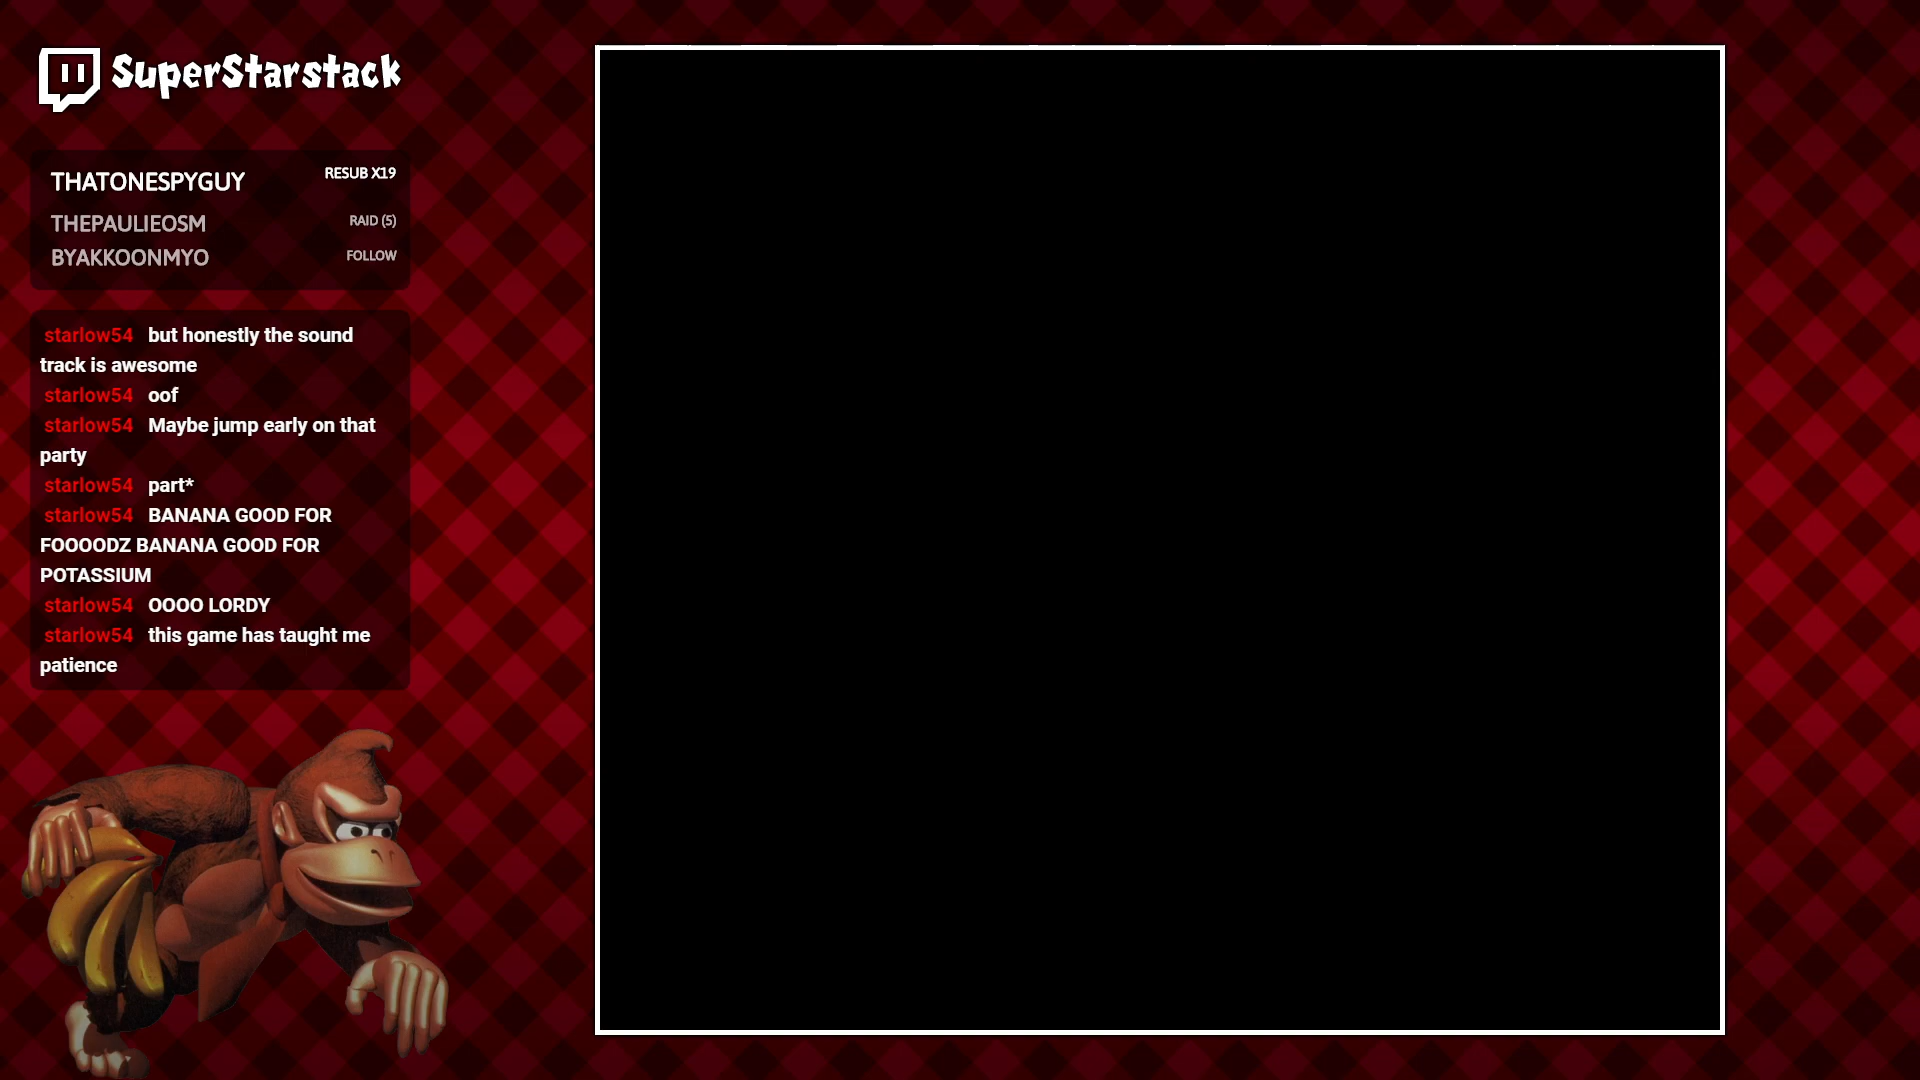 SuperStarstack
THATONESPYGUY RESUB X19
THEPAULIEOSM RAID (5)
BYAKKOONMYO FOLLOW
starlow54 but honestly the sound
track is awesome
starlow54 oof
starlow54 Maybe jump early on that
party
starlow54 part*
starlow54 BANANA GOOD FOR
FOOOODZ BANANA GOOD FOR
POTASSIUM
starlow54 OOOO LORDY
starlow54 this game has taught me
patience